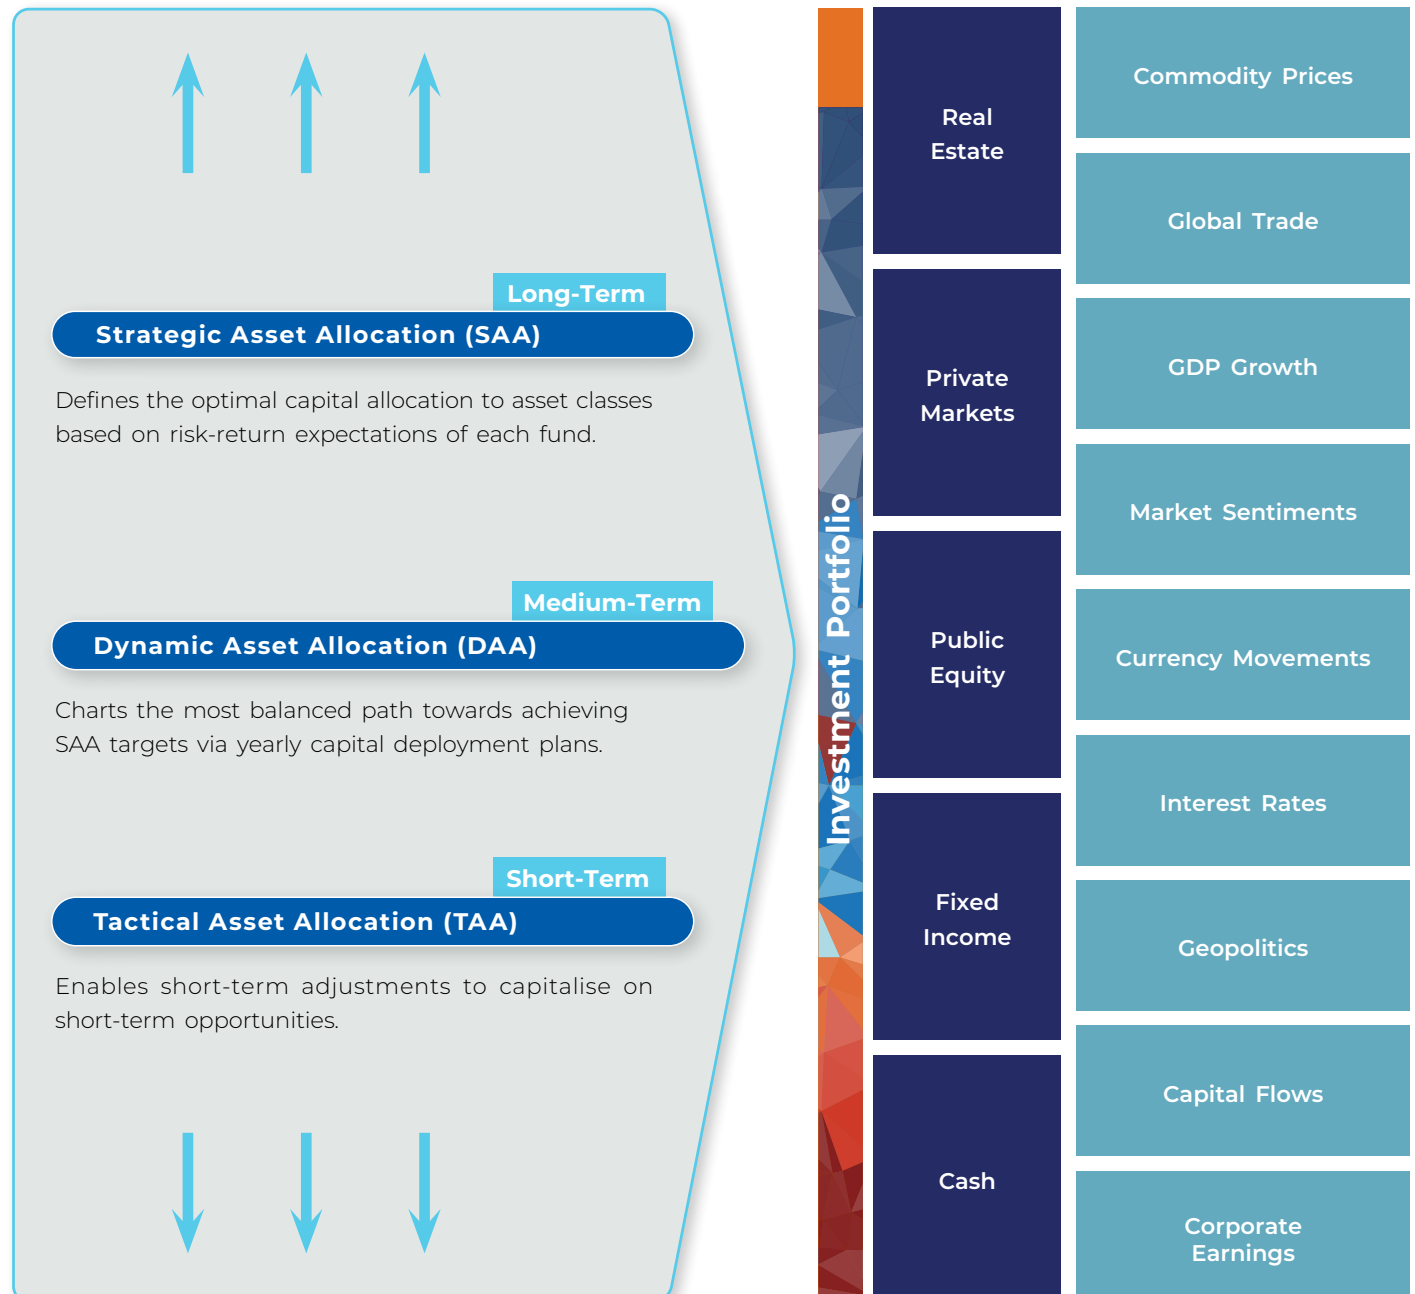 Long-Term
Strategic Asset Allocation (SAA)
Defines the optimal capital allocation to asset classes
based on risk-return expectations of each fund.
Medium-Term
Dynamic Asset Allocation (DAA)
Charts the most balanced path towards achieving
SAA targets via yearly capital deployment plans.
Short-Term
Tactical Asset Allocation (TAA)
Enables short-term adjustments to capitalise on
short-term opportunities.
Investment Portfolio
Real
Estate
Private
Markets
Public
Equity
Fixed
Income
Cash
Commodity Prices
Global Trade
GDP Growth
Market Sentiments
Currency Movements
Interest Rates
Geopolitics
Capital Flows
Corporate
Earnings